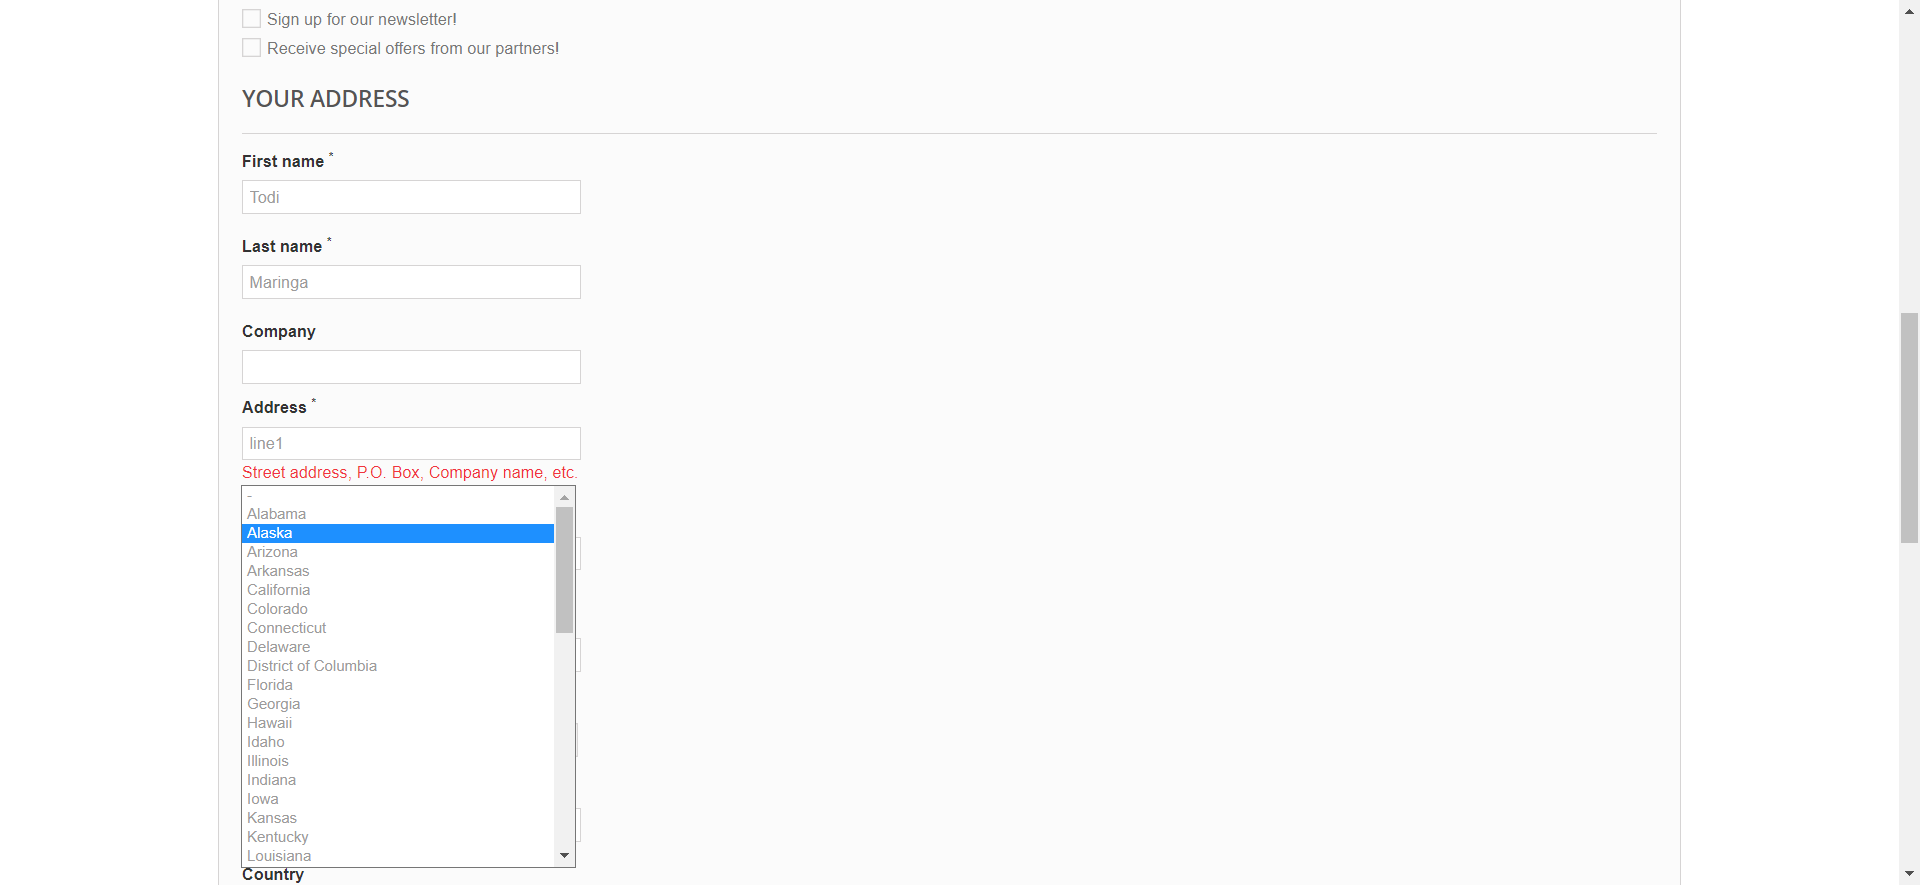 Sign up for our newsletter!
Receive special offers from our partners!
YOUR ADDRESS
First name *
Todi
Last name *
Maringa
Company
Address *
line1
Street address, P.O. Box, Company name, etc.
-
Alabama
Alaska
Arizona
Arkansas
California
Colorado
Connecticut
Delaware
District of Columbia
Florida
Georgia
Hawaii
Idaho
Illinois
Indiana
Iowa
Kansas
Kentucky
Louisiana
Country